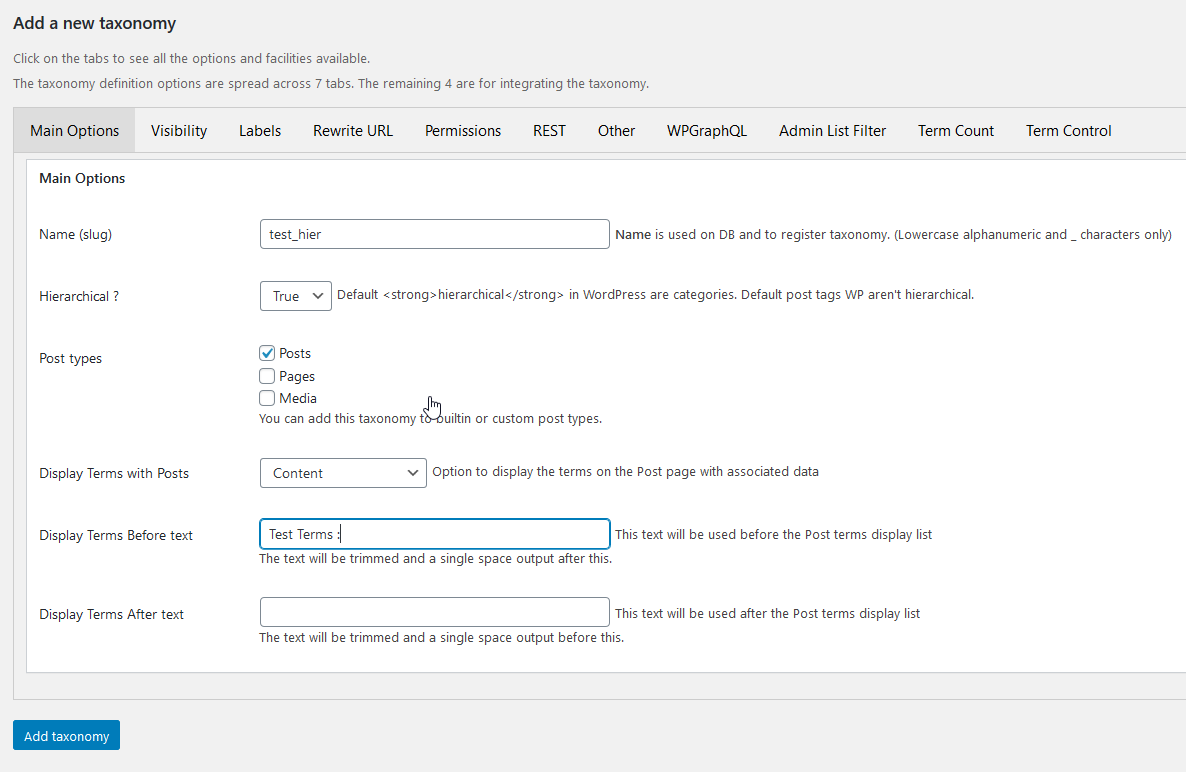 Add a new taxonomy
Click on the tabs to see all the options and facilities available.
The taxonomy definition options are spread across 7 tabs. The remaining 4 are for integrating the taxonomy.
Main Options Visibility Labels Rewrite URL Permissions REST Other WPGraphQL Admin List Filter Term Count Term Control
Main Options
Name (slug) test_hier Name is used on DB and to register taxonomy. (Lowercase alphanumeric and _ characters only)
Hierarchical ? True Default <strong>hierarchical</strong> in WordPress are categories. Default post tags WP aren't hierarchical.
Post types Posts
Pages
Media
You can add this taxonomy to builtin or custom post types.
Display Terms with Posts Content Option to display the terms on the Post page with associated data
Display Terms Before text Test Terms : This text will be used before the Post terms display list
The text will be trimmed and a single space output after this.
Display Terms After text This text will be used after the Post terms display list
The text will be trimmed and a single space output before this.
Add taxonomy